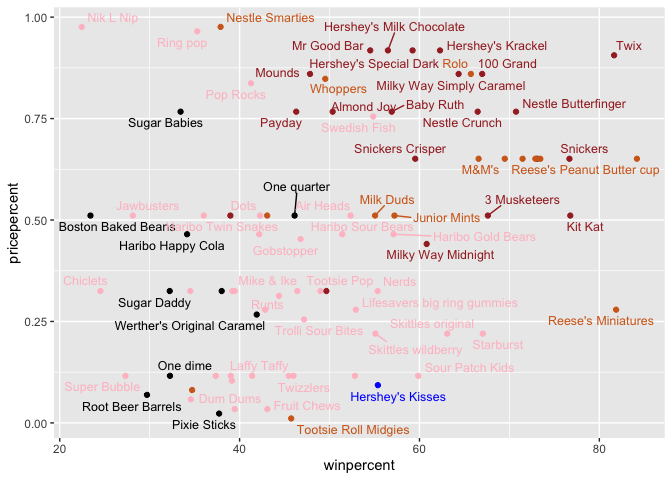 Nik L Nip
Nestle Smarties
Hershey's Milk Chocolate
Ring pop
Mr Good Bar
Hershey's Krackel
Twix
Hershey's Special Dark
Rolo
100 Grand
Mounds
Whoppers
Milky Way Simply Caramel
Pop Rocks
Almond Joy
Baby Ruth
Nestle Butterfinger
Sugar Babies
Payday
Swedish Fish
Nestle Crunch
Snickers Crisper
Snickers
M&M's
Reese's Peanut Butter cup
One quarter
Jawbusters
Dots
Air Heads
Milk Duds
3 Musketeers
Boston Baked Beans
Haribo Twin Snakes
Haribo Sour Bears
Junior Mints
Kit Kat
Haribo Happy Cola
Gobstopper
Haribo Gold Bears
Milky Way Midnight
Chiclets
Mike & Ike
Tootsie Pop
Nerds
Sugar Daddy
Runts
Lifesavers big ring gummies
Werther's Original Caramel
Trolli Sour Bites
Skittles original
Reese's Miniatures
Skittles wildberry
Starburst
One dime
Laffy Taffy
Sour Patch Kids
Super Bubble
Twizzlers
Root Beer Barrels
Dum Dums
Fruit Chews
Hershey's Kisses
Pixie Sticks
Tootsie Roll Midgies
1.00
0.75
0.50
0.25
0.00
pricepercent
20
40
60
80
winpercent